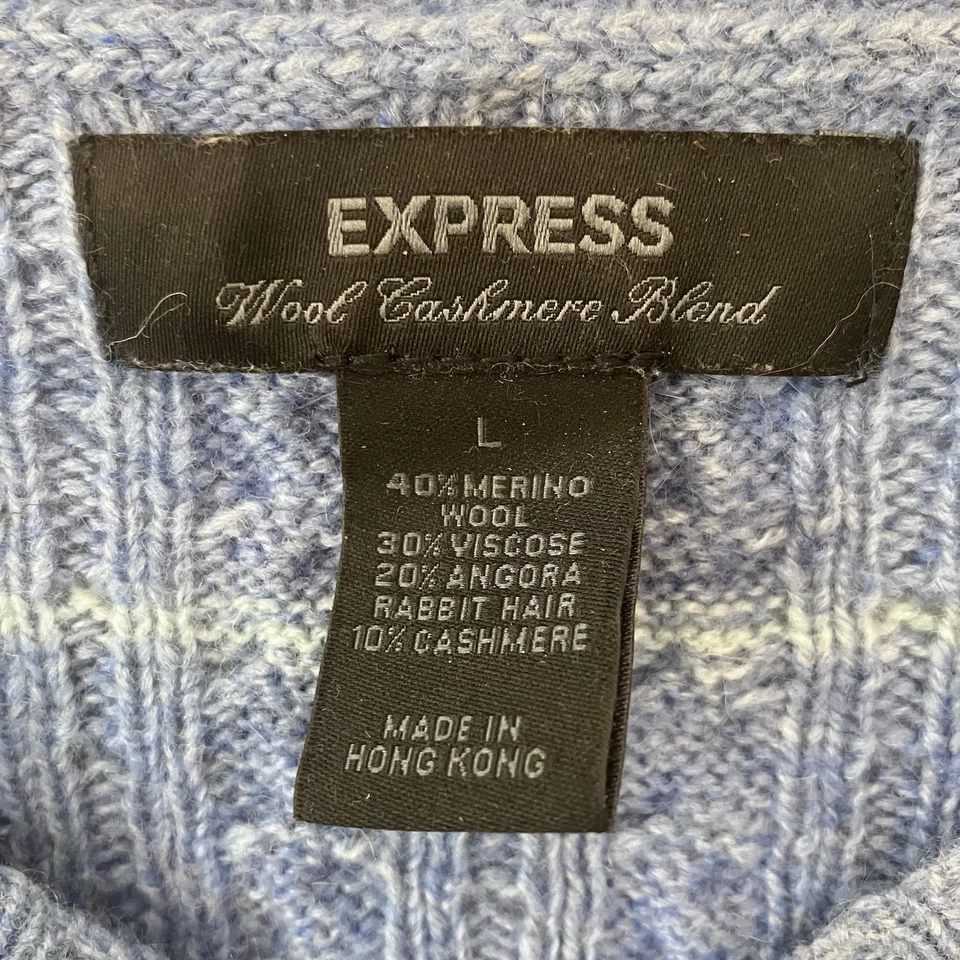 EXPRESS
Wool Cashmere Blend
L
40% MERINO
WOOL
30% VISCOSE
20% ANGORA
RABBIT HAIR
10% CASHMERE
MADE IN
HONG KONG